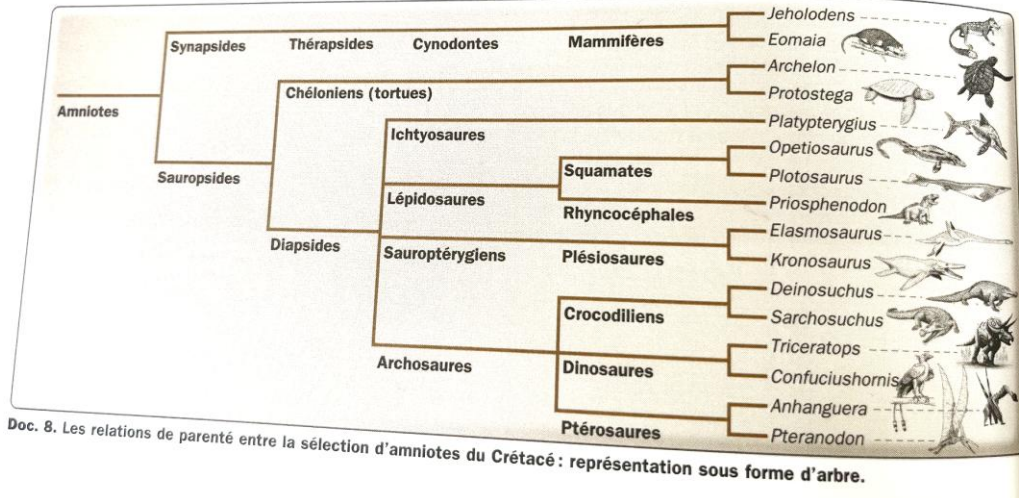 Jeholodens
Synapsides Thérapsides Cynodontes Mammifères Eomaia
Archelon
Chéloniens (tortues) Protostega
Amniotes
Platypterygius
Ichtyosaures
Opetiosaurus
Squamates Plotosaurus
Sauropsides
Lépidosaures
Rhyncocéphales Priosphenodon
Elasmosaurus
Diapsides Sauroptérygiens Plésiosaures Kronosaurus
Deinosuchus
Crocodiliens Sarchosuchus
Triceratops
Archosaures Dinosaures Confuciushornis
Anhanguera
Ptérosaures Pteranodon
Doc. 8. Les relations de parenté entre la sélection d'amniotes du Crétacé : représentation sous forme d'arbre.